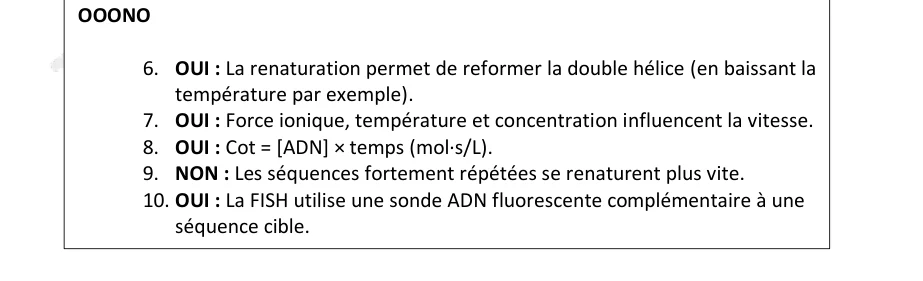 OOONO
6. OUI : La renaturation permet de reformer la double hélice (en baissant la
température par exemple).
7. OUI : Force ionique, température et concentration influencent la vitesse.
8. OUI : Cot = [ADN] × temps (mol·s/L).
9. NON : Les séquences fortement répétées se renaturent plus vite.
10. OUI : La FISH utilise une sonde ADN fluorescente complémentaire à une
séquence cible.